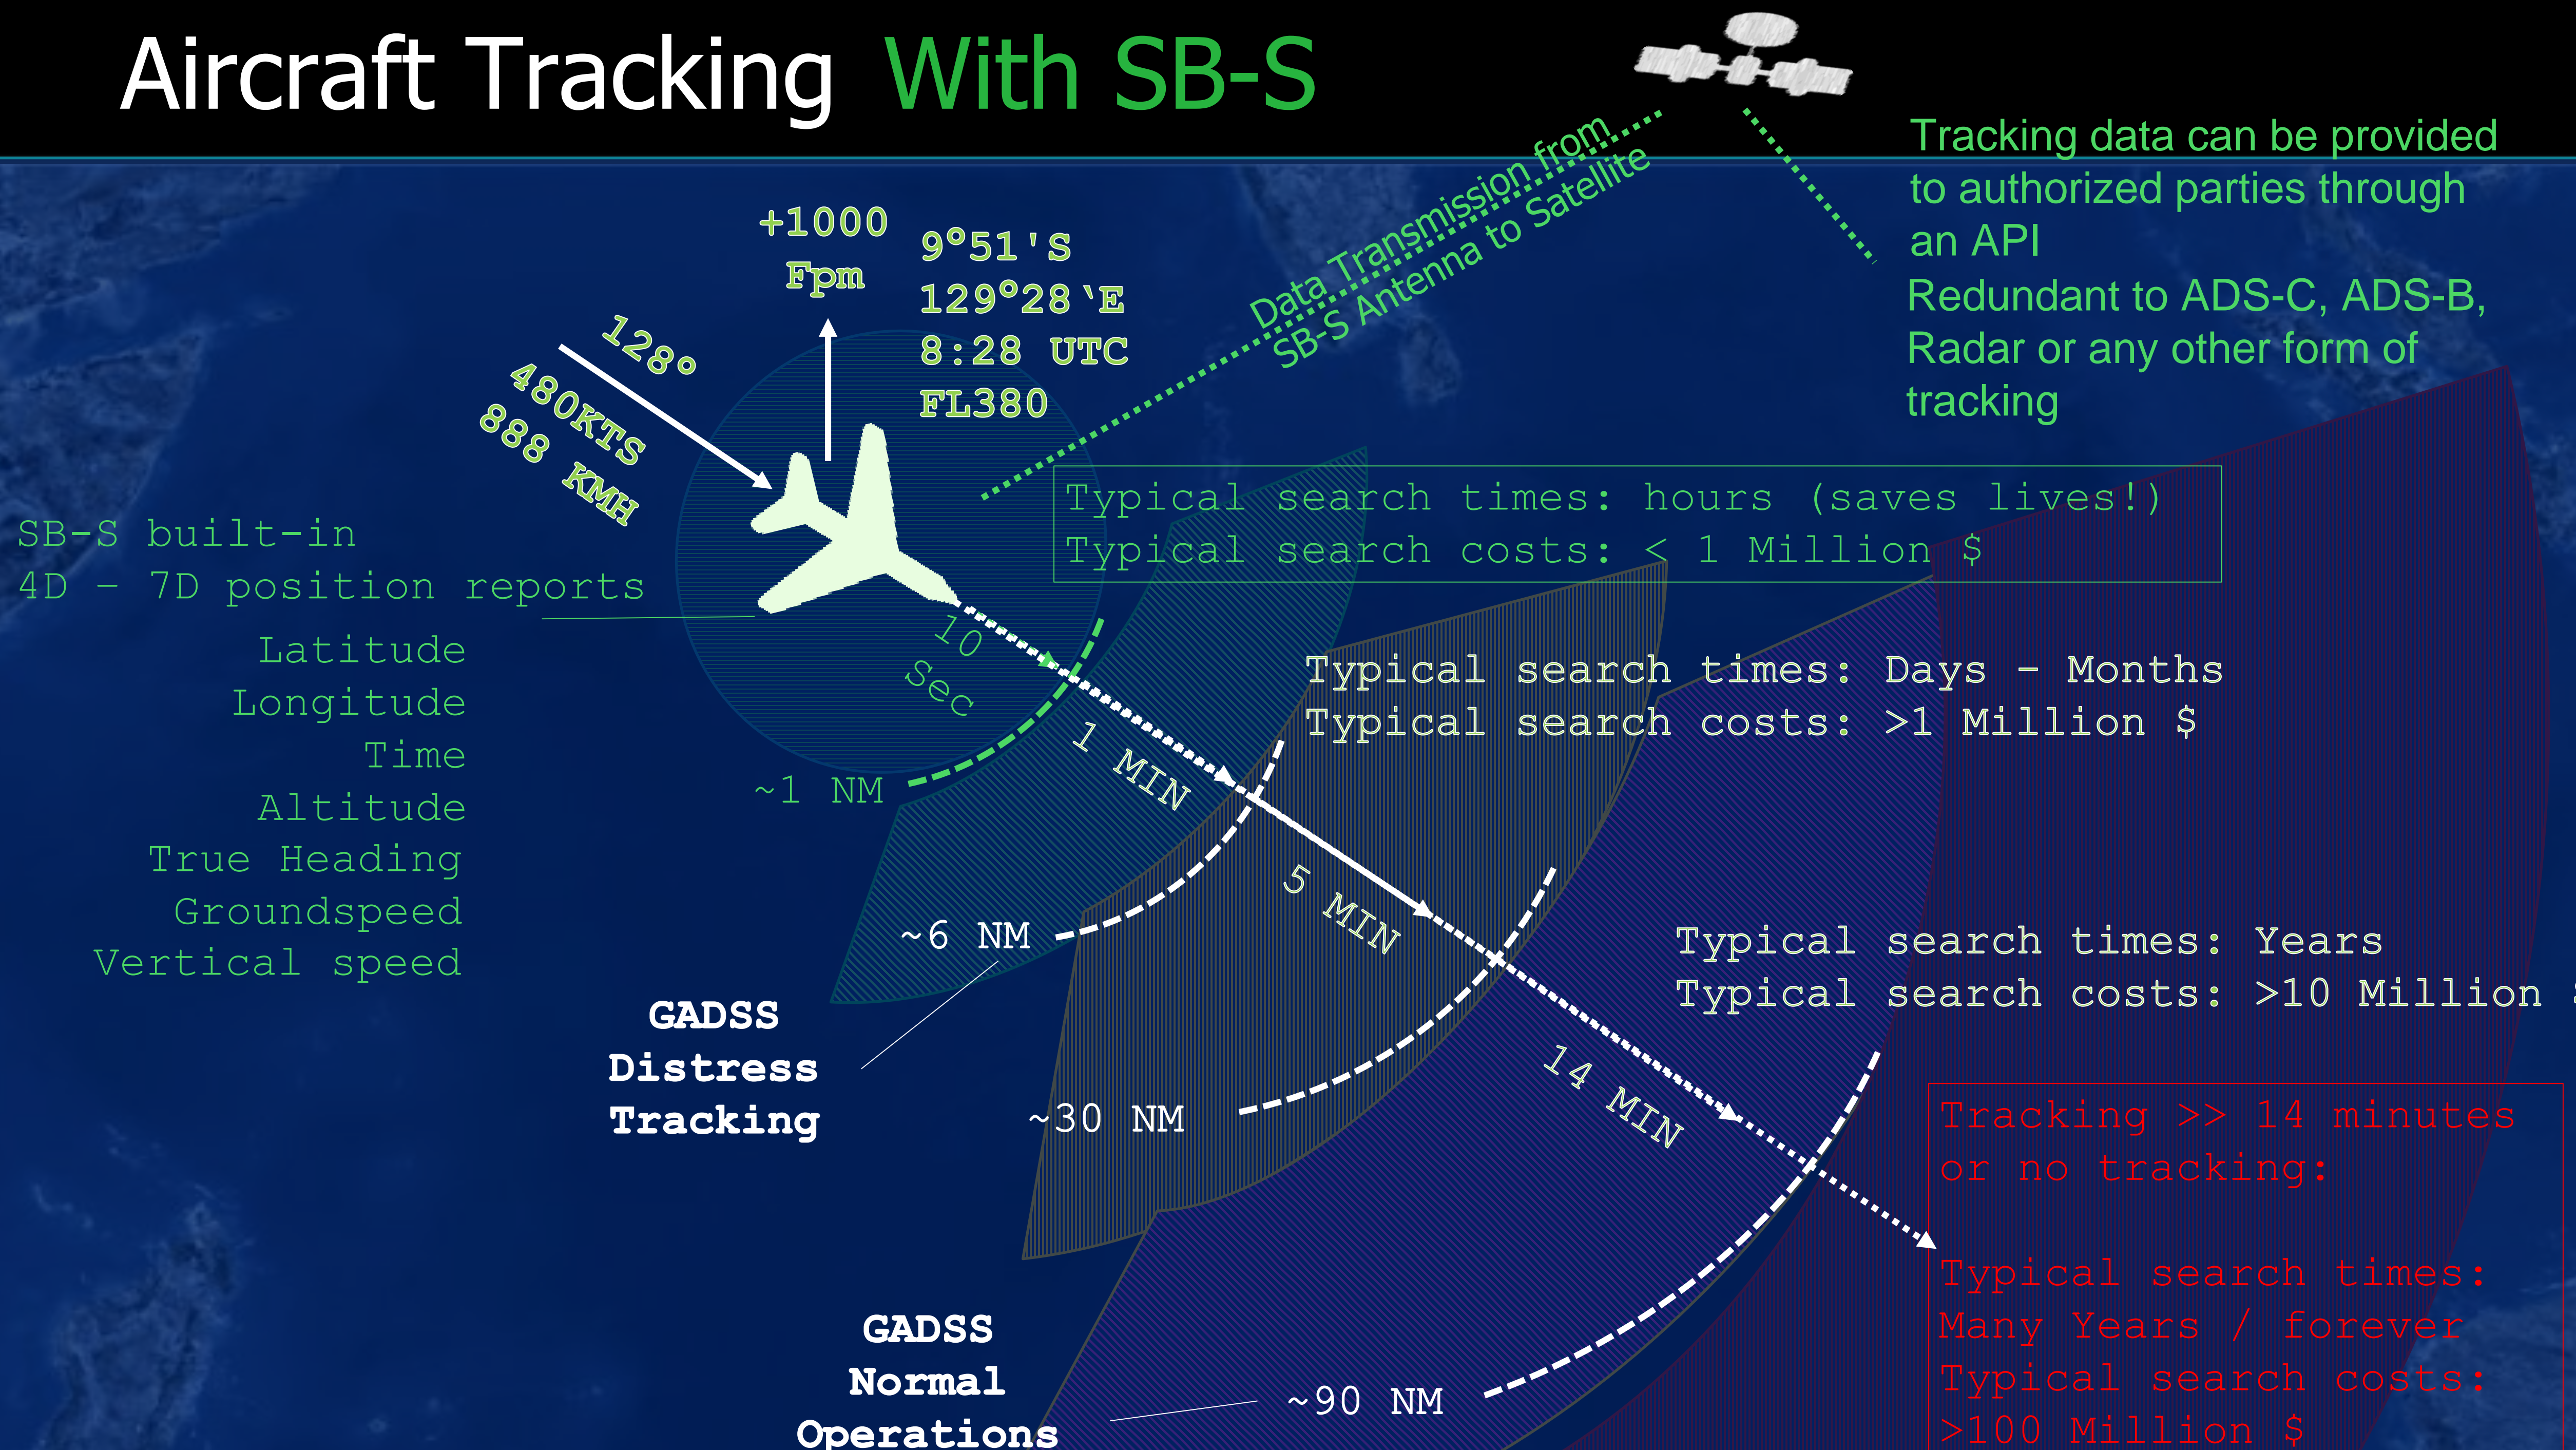 Aircraft Tracking With SB-S
Tracking data can be provided
to authorized parties through
an API
Redundant to ADS-C, ADS-B,
Radar or any other form of
tracking
Data Transmission from
SB-S Antenna to Satellite
+1000
Fpm
9°51'S
129°28‘E
8:28 UTC
FL380
128°
480KTS
888 KMH
SB-S built-in
4D – 7D position reports
Latitude
Longitude
Time
Altitude
True Heading
Groundspeed
Vertical speed
Typical search times: hours (saves lives!)
Typical search costs: < 1 Million $
10
Sec
~1 NM
Typical search times: Days – Months
Typical search costs: >1 Million $
1 MIN
~6 NM
GADSS
Distress
Tracking
5 MIN
~30 NM
Typical search times: Years
Typical search costs: >10 Million $
14 MIN
~90 NM
GADSS
Normal
Operations
Tracking >> 14 minutes
or no tracking:
Typical search times:
Many Years / forever
Typical search costs:
>100 Million $